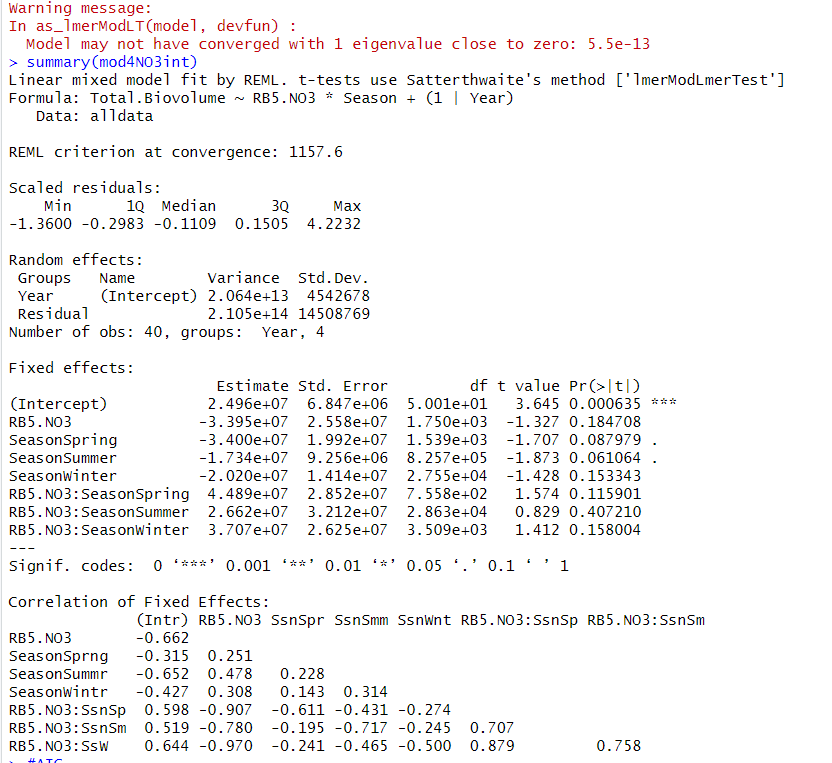 Warning message:
In as_lmerModLT(model, devfun) :
  Model may not have converged with 1 eigenvalue close to zero: 5.5e-13
> summary(mod4NO3int)
Linear mixed model fit by REML. t-tests use Satterthwaite's method ['lmerModLmerTest']
Formula: Total.Biovolume ~ RB5.NO3 * Season + (1 | Year)
   Data: alldata

REML criterion at convergence: 1157.6

Scaled residuals:
    Min      1Q  Median      3Q     Max
-1.3600 -0.2983 -0.1109  0.1505  4.2232

Random effects:
 Groups   Name        Variance  Std.Dev.
 Year     (Intercept) 2.064e+13  4542678
 Residual             2.105e+14 14508769
Number of obs: 40, groups:  Year, 4

Fixed effects:
                       Estimate Std. Error         df t value Pr(>|t|)
(Intercept)           2.496e+07  6.847e+06  5.001e+01   3.645 0.000635 ***
RB5.NO3              -3.395e+07  2.558e+07  1.750e+03  -1.327 0.184708
SeasonSpring         -3.400e+07  1.992e+07  1.539e+03  -1.707 0.087979 .
SeasonSummer         -1.734e+07  9.256e+06  8.257e+05  -1.873 0.061064 .
SeasonWinter         -2.020e+07  1.414e+07  2.755e+04  -1.428 0.153343
RB5.NO3:SeasonSpring  4.489e+07  2.852e+07  7.558e+02   1.574 0.115901
RB5.NO3:SeasonSummer  2.662e+07  3.212e+07  2.863e+04   0.829 0.407210
RB5.NO3:SeasonWinter  3.707e+07  2.625e+07  3.509e+03   1.412 0.158004
---
Signif. codes:  0 ‘***’ 0.001 ‘**’ 0.01 ‘*’ 0.05 ‘.’ 0.1 ‘ ’ 1

Correlation of Fixed Effects:
             (Intr) RB5.NO3 SsnSpr SsnSmm SsnWnt RB5.NO3:SsnSp RB5.NO3:SsnSm
RB5.NO3      -0.662
SeasonSprng  -0.315  0.251
SeasonSummr  -0.652  0.478   0.228
SeasonWintr  -0.427  0.308   0.143  0.314
RB5.NO3:SsnSp  0.598 -0.907  -0.611 -0.431 -0.274
RB5.NO3:SsnSm  0.519 -0.780  -0.195 -0.717 -0.245  0.707
RB5.NO3:SsW    0.644 -0.970  -0.241 -0.465 -0.500  0.879         0.758
> #AIC